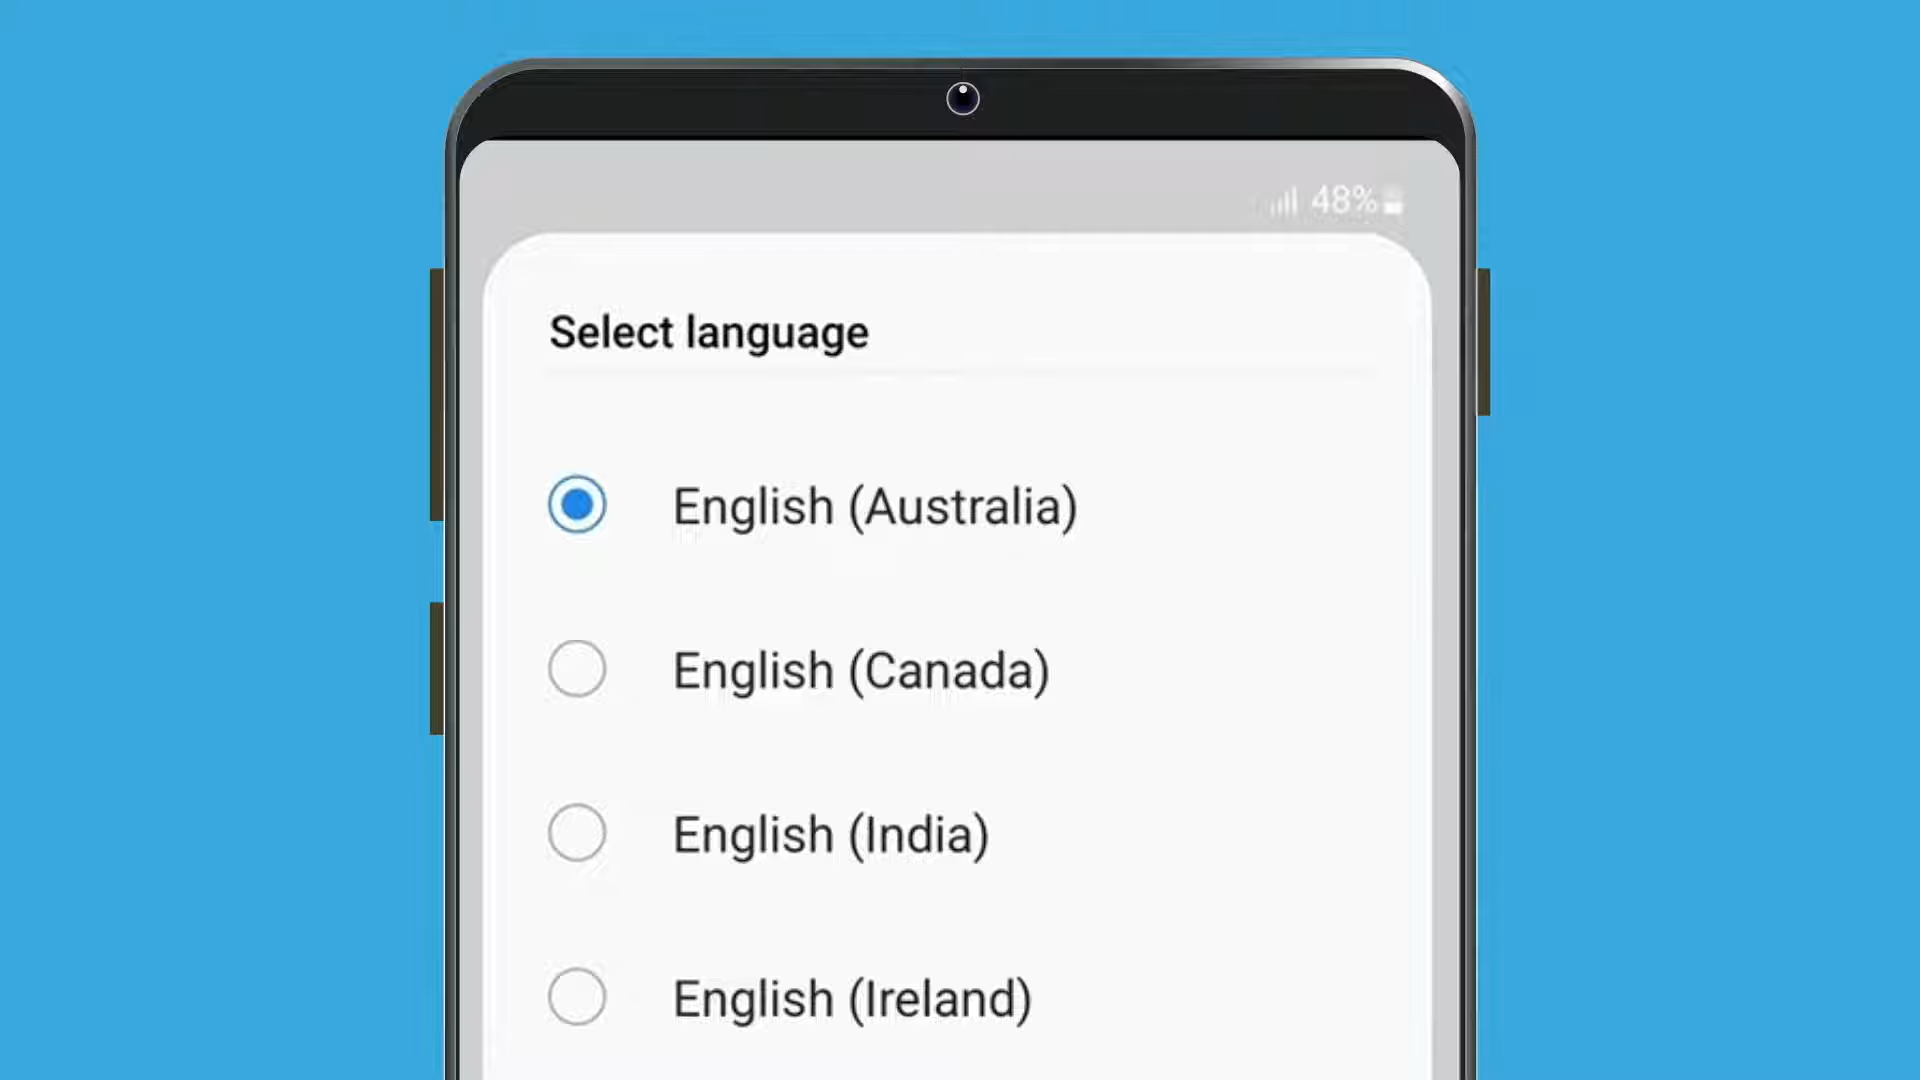 48%
Select language
English (Australia)
English (Canada)
English (India)
English (Ireland)